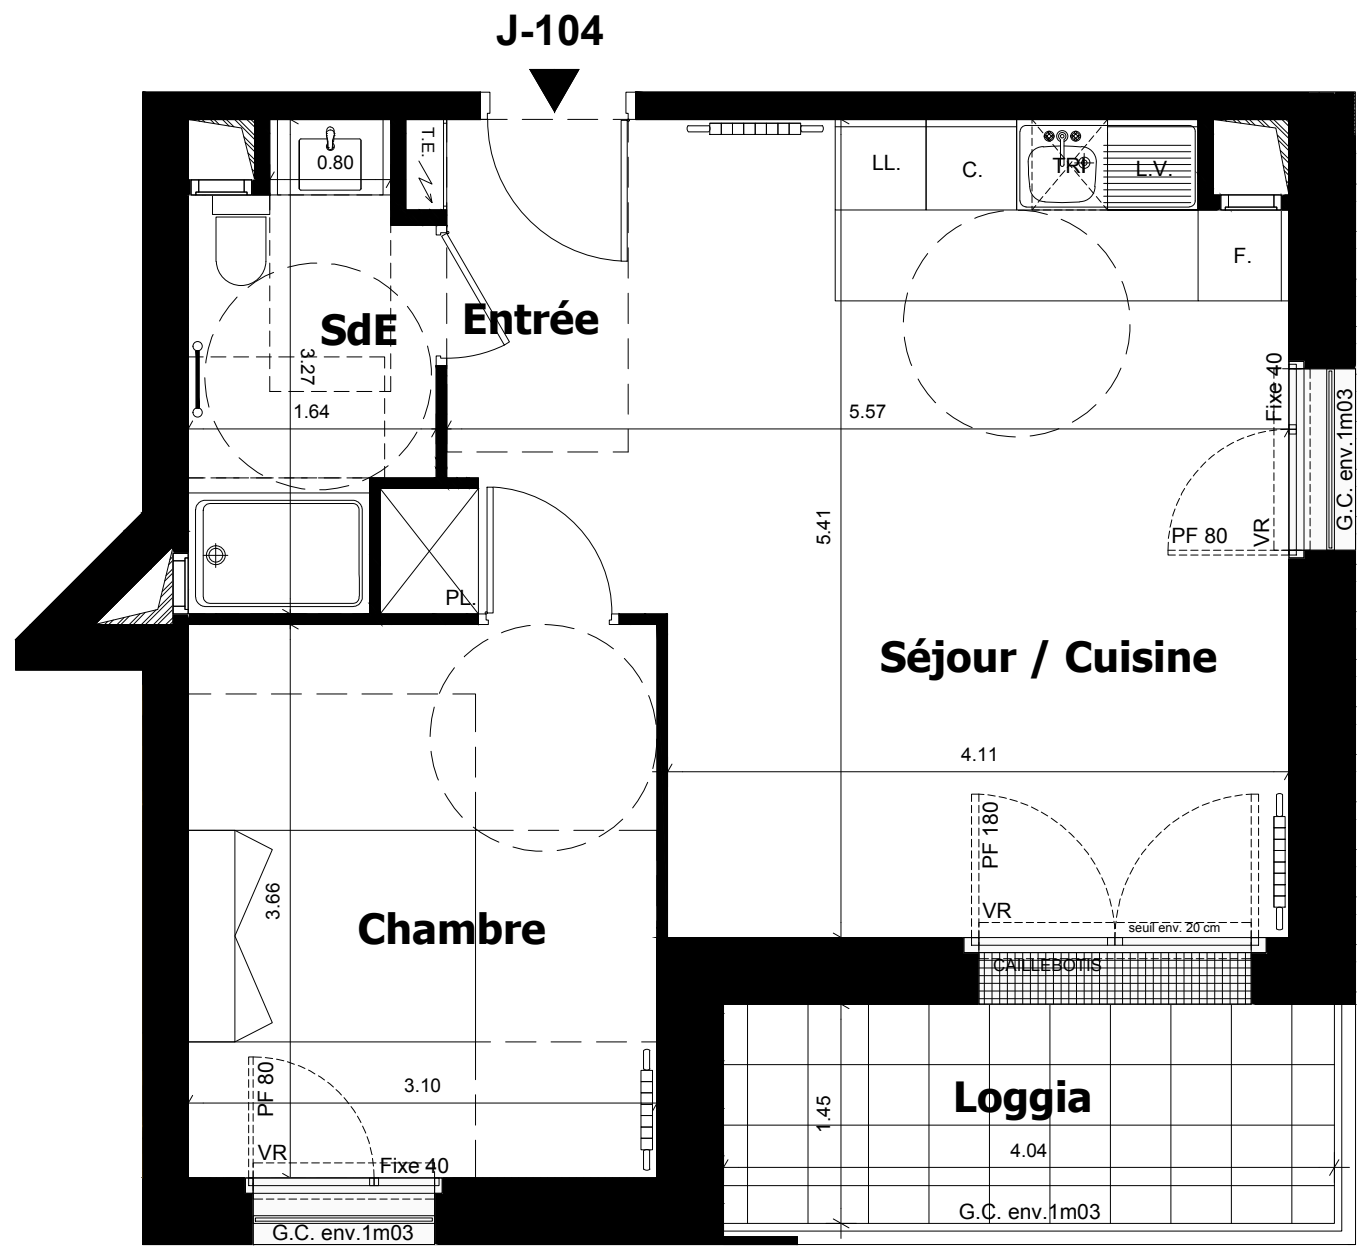 J-104
0.80
T.E.
LL.
C.
TRI
L.V.
F.
SdE
Entrée
3.27
1.64
5.57
Fixe 40
G.C. env.1m03
PF 80
VR
5.41
PL.
Séjour / Cuisine
4.11
PF 180
VR
seuil env. 20 cm
CAILLEBOTIS
3.66
Chambre
3.10
PF 80
VR
Fixe 40
G.C. env.1m03
Loggia
1.45
4.04
G.C. env.1m03